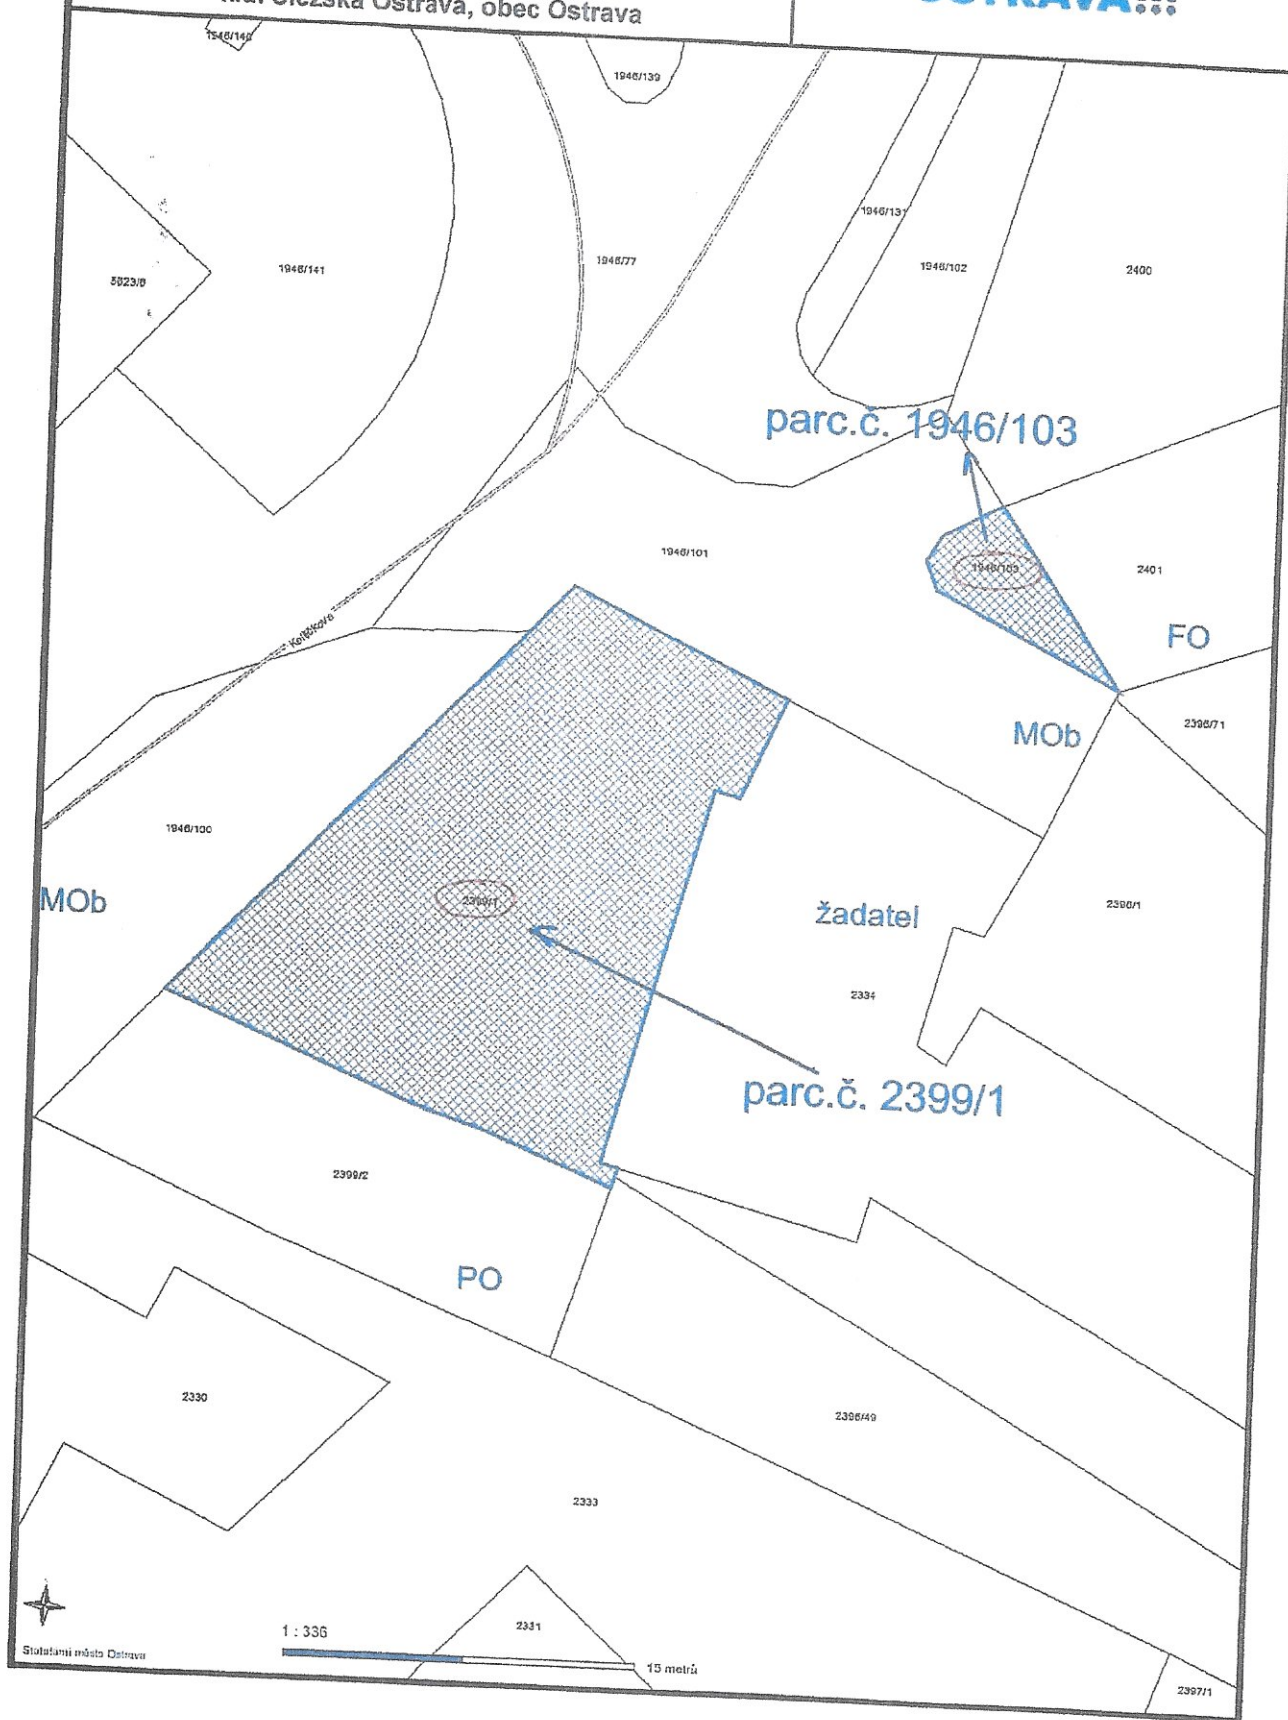 k.ú. Slezská Ostrava, obec Ostrava
OSTRAVA!!!
1946/140
1946/139
1946/131
1946/141
1946/77
1946/102
2400
parc.č. 1946/103
1946/101
1946/103
2401
FO
MOb
2396/71
1946/100
MOb
2399/1
žadatel
2396/1
2334
parc.č. 2399/1
2399/2
PO
2330
2396/49
2333
2331
1 : 336
15 metrů
Statutární město Ostrava
2397/1